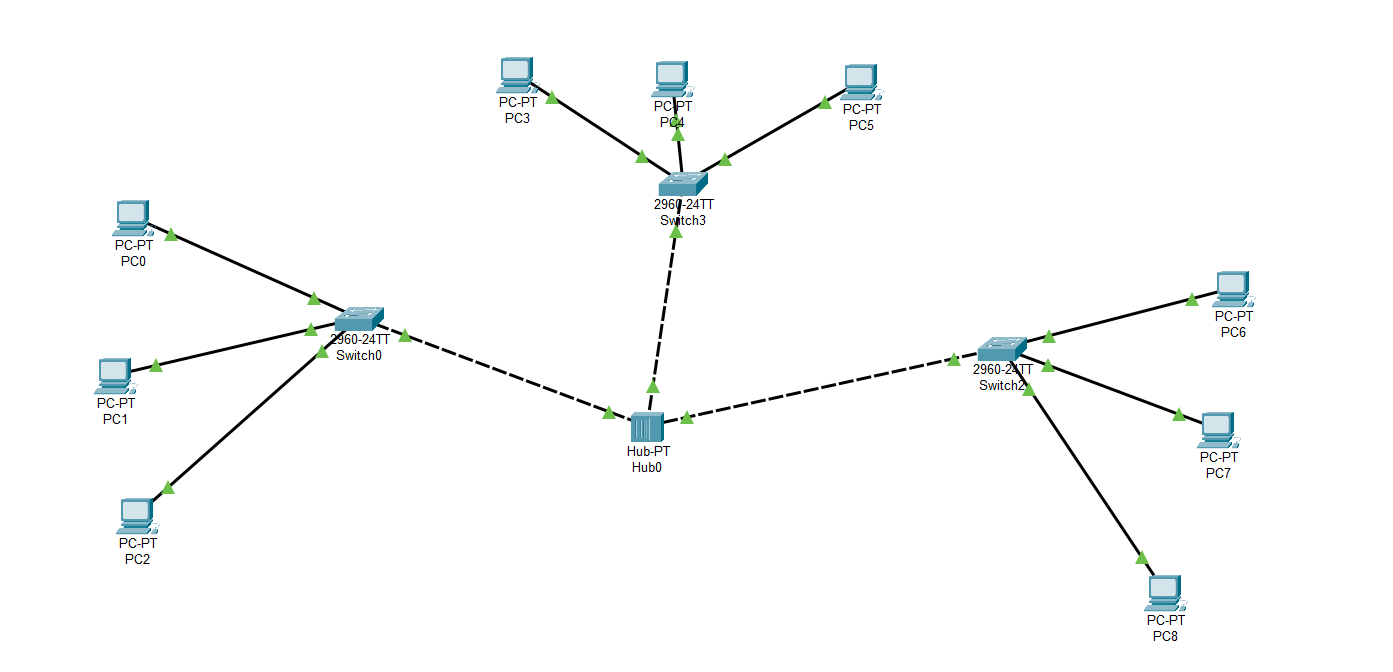 PC-PT
PC3
PC-PT
PC4
PC-PT
PC5
2960-24TT
Switch3
PC-PT
PC0
2960-24TT
Switch0
PC-PT
PC6
2960-24TT
Switch2
PC-PT
PC1
Hub-PT
Hub0
PC-PT
PC7
PC-PT
PC2
PC-PT
PC8